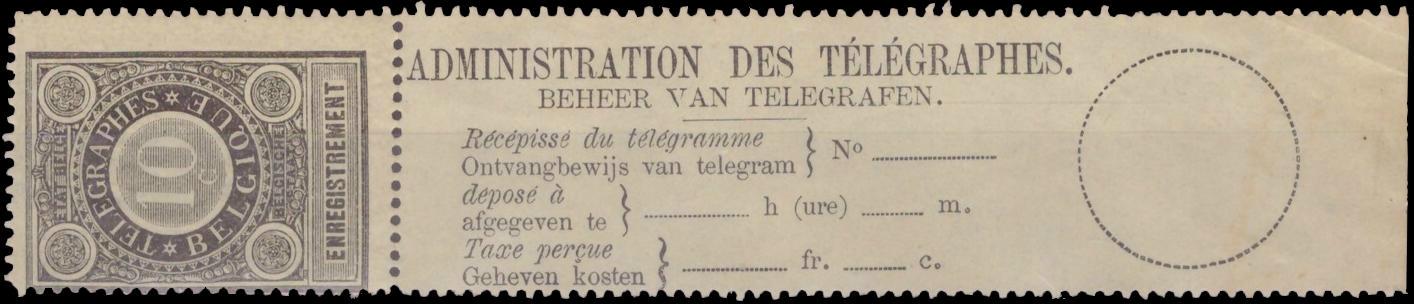 TELEGRAPHES ★ BELGIQUE ★
10
c
ETAT BELGE
BELGISCHE STAAT
ENREGISTREMENT
ADMINISTRATION DES TÉLÉGRAPHES.
BEHEER VAN TELEGRAFEN.
Récépissé du télégramme
Ontvangbewijs van telegram } Nº
déposé à
afgegeven te } h (ure) m.
Taxe perçue
Geheven kosten } fr. c.